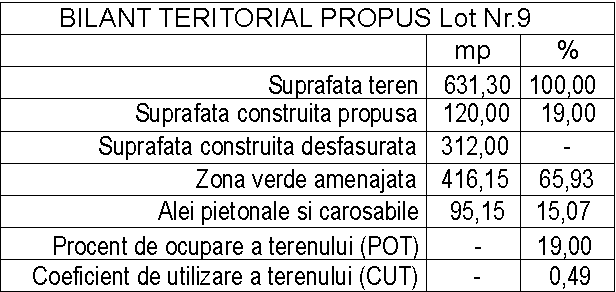 BILANT TERITORIAL PROPUS Lot Nr.9
mp %
Suprafata teren 631,30 100,00
Suprafata construita propusa 120,00 19,00
Suprafata construita desfasurata 312,00 -
Zona verde amenajata 416,15 65,93
Alei pietonale si carosabile 95,15 15,07
Procent de ocupare a terenului (POT) - 19,00
Coeficient de utilizare a terenului (CUT) - 0,49